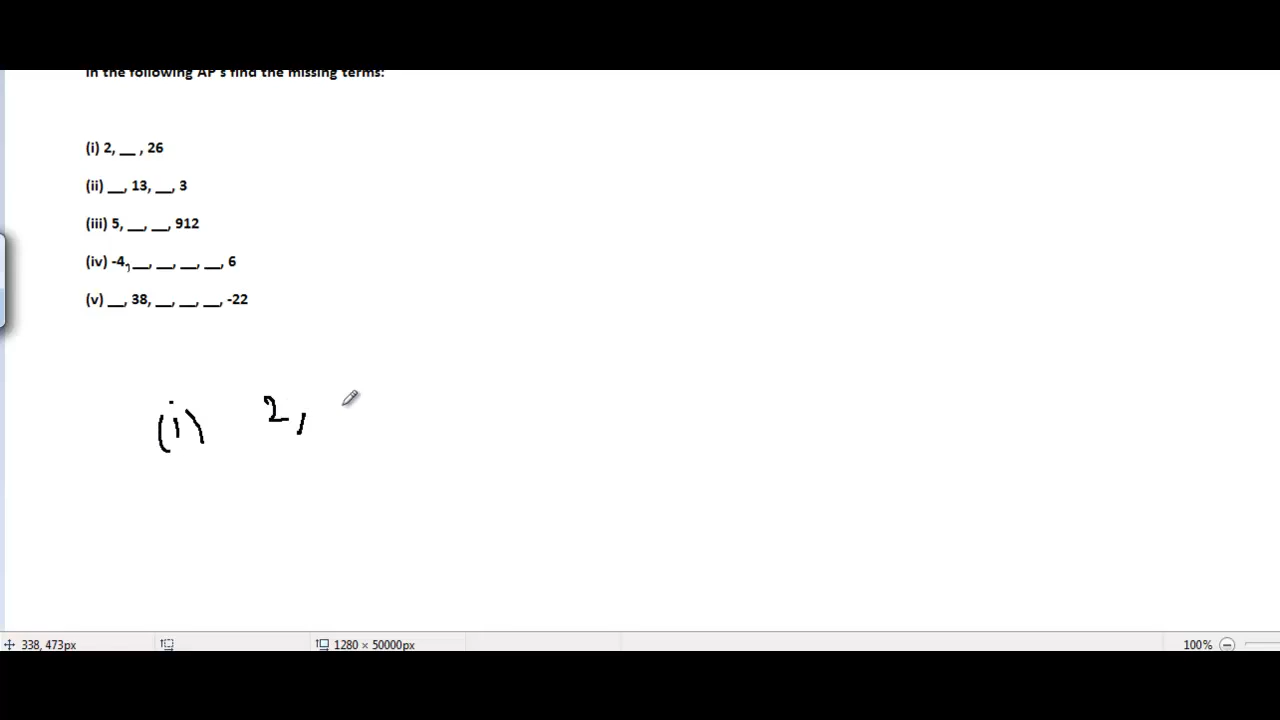 In the following AP's find the missing terms:
(i) 2, __ , 26
(ii) __, 13, __, 3
(iii) 5, __, __, 912
(iv) -4, __, __, __, __, 6
(v) __, 38, __, __, __, -22
(i) 2,
338, 473px
1280 × 50000px
100%